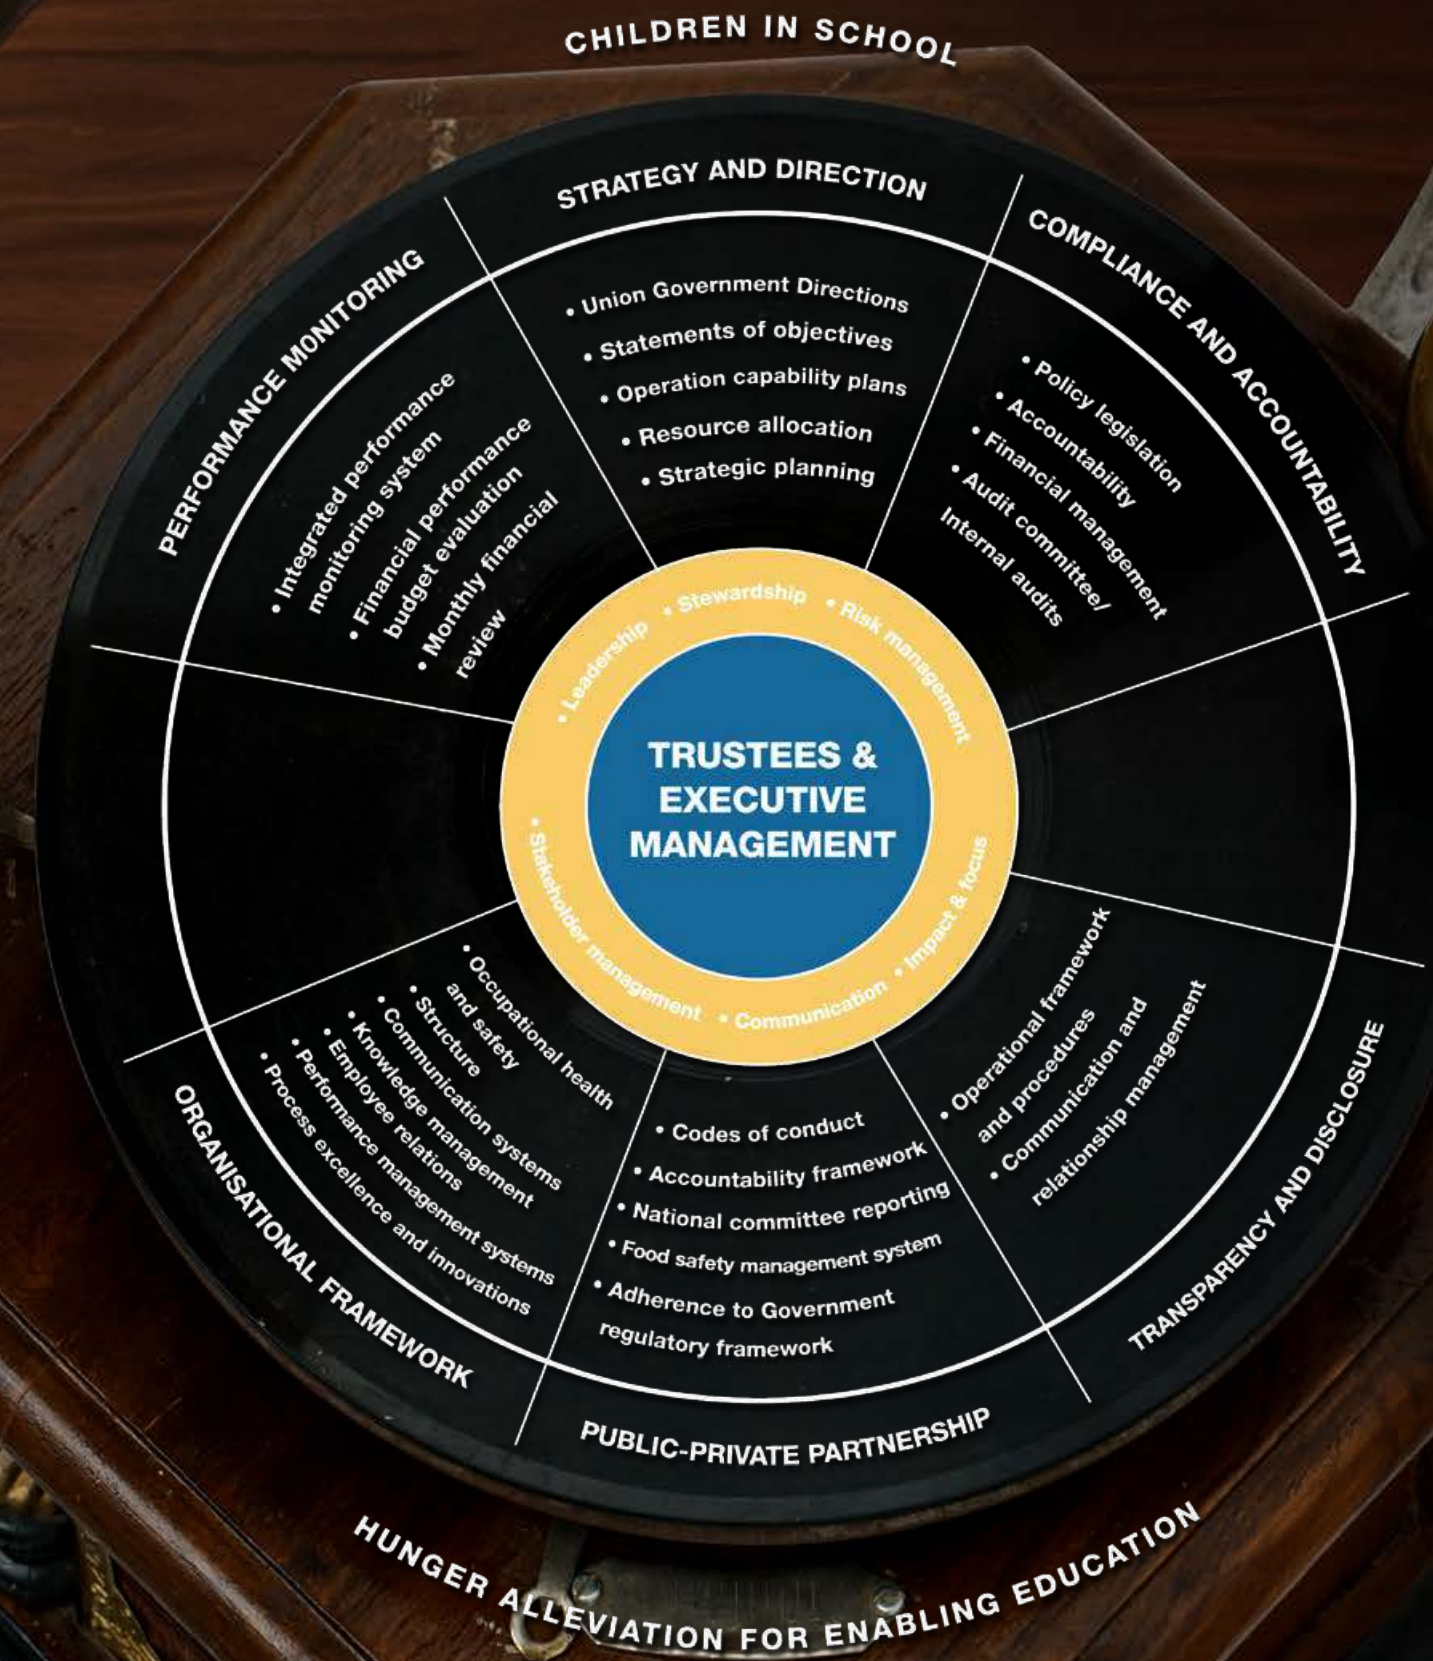 CHILDREN IN SCHOOL
STRATEGY AND DIRECTION
• Union Government Directions
• Statements of objectives
• Operation capability plans
• Resource allocation
• Strategic planning
COMPLIANCE AND ACCOUNTABILITY
• Policy legislation
• Accountability
• Financial management
• Audit committee/
Internal audits
PERFORMANCE MONITORING
• Integrated performance
monitoring system
• Financial performance
budget evaluation
• Monthly financial
review
• Leadership
• Stewardship
• Risk management
TRUSTEES &
EXECUTIVE
MANAGEMENT
• Stakeholder management
• Communication
• Impact & focus
TRANSPARENCY AND DISCLOSURE
• Operational framework
and procedures
• Communication and
relationship management
ORGANISATIONAL FRAMEWORK
• Occupational health
and safety
• Structure
• Communication systems
• Knowledge management
• Employee relations
• Performance management systems
• Process excellence and innovations
• Codes of conduct
• Accountability framework
• National committee reporting
• Food safety management system
• Adherence to Government
regulatory framework
PUBLIC-PRIVATE PARTNERSHIP
HUNGER ALLEVIATION FOR ENABLING EDUCATION